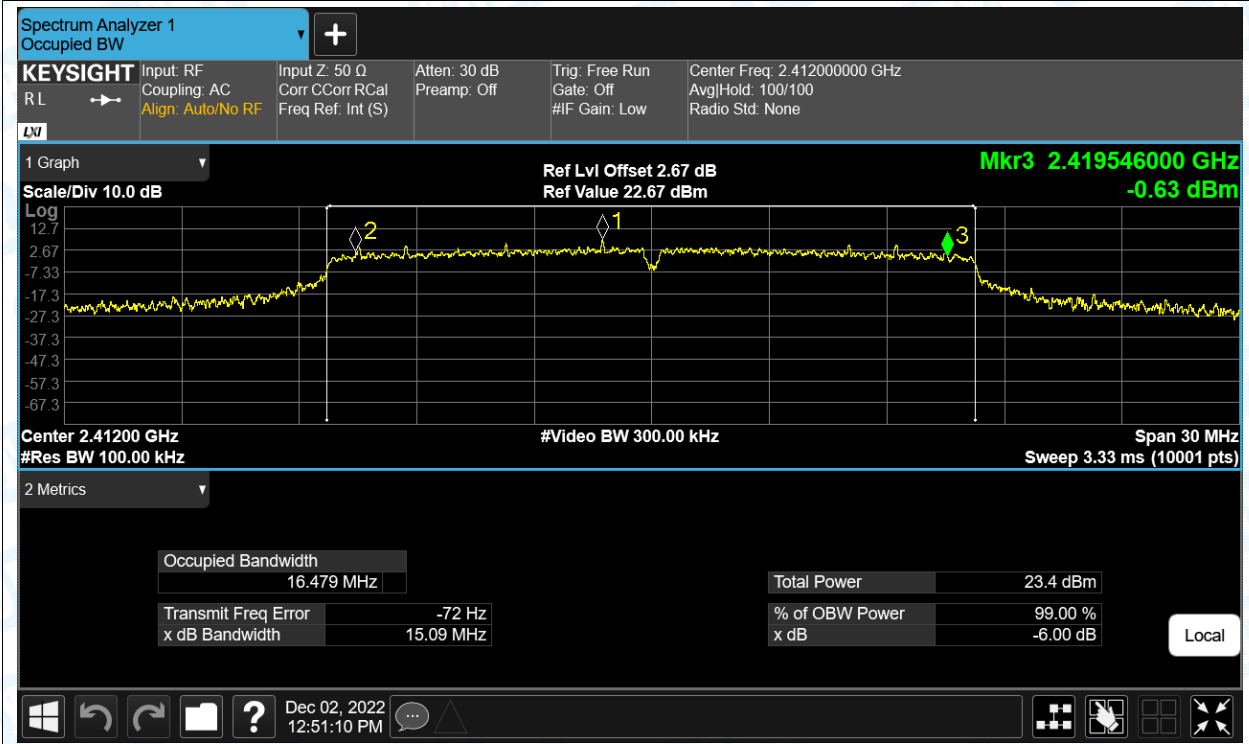 Spectrum Analyzer 1
Occupied BW
+
KEYSIGHT
R L
LXI
Input: RF
Coupling: AC
Align: Auto/No RF
Input Z: 50 Ω
Corr CCorr RCal
Freq Ref: Int (S)
Atten: 30 dB
Preamp: Off
Trig: Free Run
Gate: Off
#IF Gain: Low
Center Freq: 2.412000000 GHz
Avg|Hold: 100/100
Radio Std: None
1 Graph
Scale/Div 10.0 dB
Ref Lvl Offset 2.67 dB
Ref Value 22.67 dBm
Mkr3 2.419546000 GHz
-0.63 dBm
Log
12.7
2.67
-7.33
-17.3
-27.3
-37.3
-47.3
-57.3
-67.3
2
1
3
Center 2.41200 GHz
#Res BW 100.00 kHz
#Video BW 300.00 kHz
Span 30 MHz
Sweep 3.33 ms (10001 pts)
2 Metrics
Occupied Bandwidth
16.479 MHz
Transmit Freq Error -72 Hz
x dB Bandwidth 15.09 MHz
Total Power 23.4 dBm
% of OBW Power 99.00 %
x dB -6.00 dB
Local
?
Dec 02, 2022
12:51:10 PM